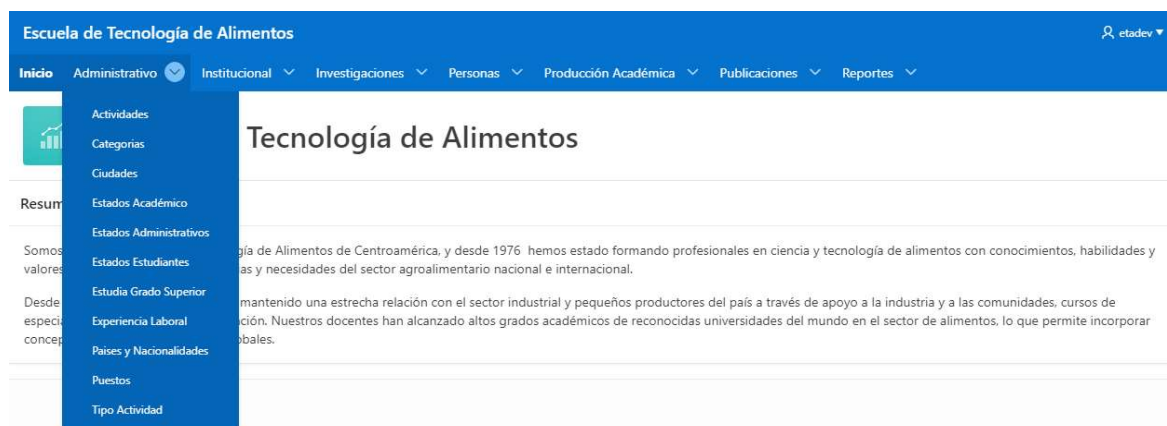 Escuela de Tecnología de Alimentos
etadev
Inicio Administrativo Institucional Investigaciones Personas Producción Académica Publicaciones Reportes
Actividades
Categorias
Tecnología de Alimentos
Ciudades
Resum
Estados Académico
Estados Administrativos
Somos gía de Alimentos de Centroamérica, y desde 1976 hemos estado formando profesionales en ciencia y tecnología de alimentos con conocimientos, habilidades y
Estados Estudiantes
valores as y necesidades del sector agroalimentario nacional e internacional.
Estudia Grado Superior
Desde mantenido una estrecha relación con el sector industrial y pequeños productores del país a través de apoyo a la industria y a las comunidades, cursos de
Experiencia Laboral
especia ción. Nuestros docentes han alcanzado altos grados académicos de reconocidas universidades del mundo en el sector de alimentos, lo que permite incorporar
concep obales.
Paises y Nacionalidades
Puestos
Tipo Actividad